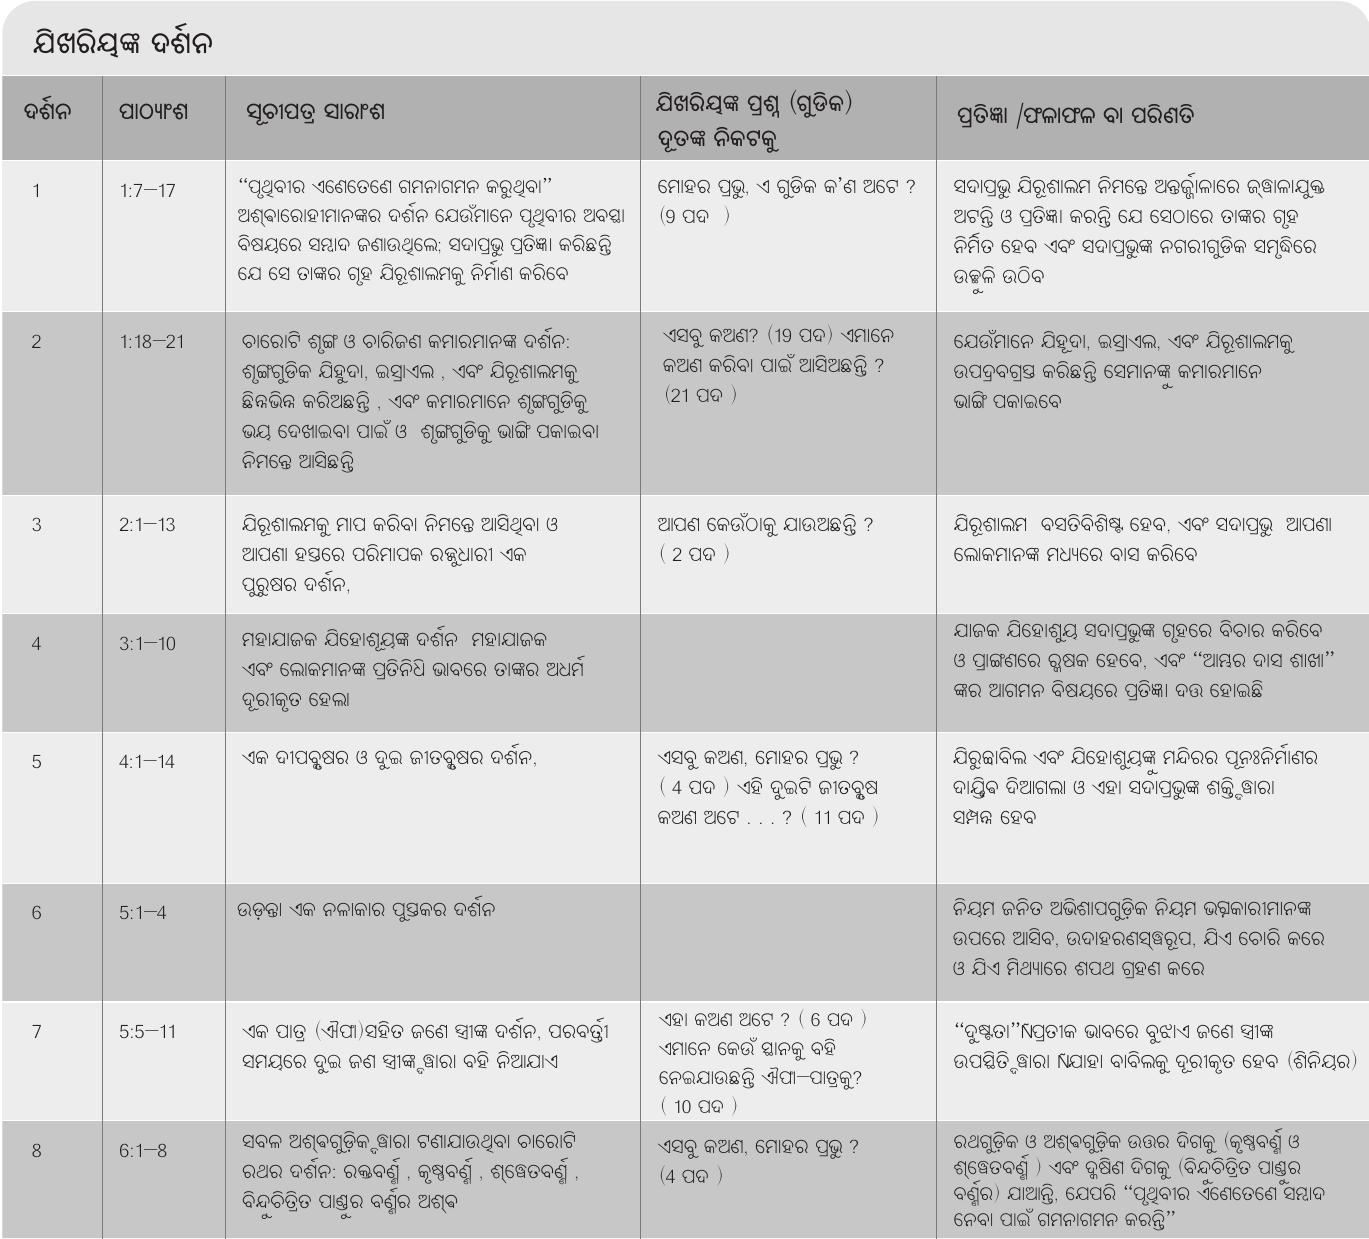 ଯିଖରିୟଙ୍କ ଦର୍ଶନ
ଦର୍ଶନ
ପାଠ୍ୟାଂଶ
ସୂଚୀପତ୍ର ସାରାଂଶ
ଯିଖରିୟଙ୍କ ପ୍ରଶ୍ନ (ଗୁଡିକ)
ଦୂତଙ୍କ ନିକଟକୁ
ପ୍ରତିଜ୍ଞା /ଫଳାଫଳ ବା ପରିଣତି
1
1:7—17
‘‘ପୃଥିବୀର ଏଣେତେଣେ ଗମନାଗମନ କରୁଥିବା’’
ଅଶ୍ଵାରୋହୀମାନଙ୍କର ଦର୍ଶନ ଯେଉଁମାନେ ପୃଥିବୀର ଅବସ୍ଥା
ବିଷୟରେ ସମ୍ବାଦ ଜଣାଉଥିଲେ; ସଦାପ୍ରଭୁ ପ୍ରତିଜ୍ଞା କରିଛନ୍ତି
ଯେ ସେ ତାଙ୍କର ଗୃହ ଯିରୂଶାଲମକୁ ନିର୍ମାଣ କରିବେ
ମୋହର ପ୍ରଭୁ, ଏ ଗୁଡିକ କ’ଣ ଅଟେ ?
(9 ପଦ )
ସଦାପ୍ରଭୁ ଯିରୂଶାଲମ ନିମନ୍ତେ ଅନ୍ତର୍ଜ୍ଜାଳାରେ ଜ୍ୱାଳାଯୁକ୍ତ
ଅଟନ୍ତି ଓ ପ୍ରତିଜ୍ଞା କରନ୍ତି ଯେ ସେଠାରେ ତାଙ୍କର ଗୃହ
ନିର୍ମିତ ହେବ ଏବଂ ସଦାପ୍ରଭୁଙ୍କ ନଗରୀଗୁଡିକ ସମୃଦ୍ଧିରେ
ଉଚ୍ଛୁଳି ଉଠିବ
2
1:18—21
ଚାରୋଟି ଶୃଙ୍ଗ ଓ ଚାରିଜଣ କମାରମାନଙ୍କ ଦର୍ଶନ:
ଶୃଙ୍ଗଗୁଡିକ ଯିହୁଦା, ଇସ୍ରାଏଲ , ଏବଂ ଯିରୂଶାଲମକୁ
ଛିନ୍ନଭିନ୍ନ କରିଅଛନ୍ତି , ଏବଂ କମାରମାନେ ଶୃଙ୍ଗଗୁଡିକୁ
ଭୟ ଦେଖାଇବା ପାଇଁ ଓ ଶୃଙ୍ଗଗୁଡିକୁ ଭାଙ୍ଗି ପକାଇବା
ନିମନ୍ତେ ଆସିଛନ୍ତି
ଏସବୁ କଅଣ? (19 ପଦ) ଏମାନେ
କଅଣ କରିବା ପାଇଁ ଆସିଅଛନ୍ତି ?
(21 ପଦ )
ଯେଉଁମାନେ ଯିହୂଦା, ଇସ୍ରାଏଲ, ଏବଂ ଯିରୂଶାଲମକୁ
ଉପଦ୍ରବଗ୍ରସ୍ତ କରିଛନ୍ତି ସେମାନଙ୍କୁ କମାରମାନେ
ଭାଙ୍ଗି ପକାଇବେ
3
2:1—13
ଯିରୂଶାଲମକୁ ମାପ କରିବା ନିମନ୍ତେ ଆସିଥିବା ଓ
ଆପଣା ହସ୍ତରେ ପରିମାପକ ରଜ୍ଜୁଧାରୀ ଏକ
ପୁରୁଷର ଦର୍ଶନ,
ଆପଣ କେଉଁଠାକୁ ଯାଉଅଛନ୍ତି ?
( 2 ପଦ )
ଯିରୂଶାଲମ ବସତିବିଶିଷ୍ଟ ହେବ, ଏବଂ ସଦାପ୍ରଭୁ ଆପଣା
ଲୋକମାନଙ୍କ ମଧ୍ୟରେ ବାସ କରିବେ
4
3:1—10
ମହାଯାଜକ ଯିହୋଶୂୟଙ୍କ ଦର୍ଶନ ମହାଯାଜକ
ଏବଂ ଲୋକମାନଙ୍କ ପ୍ରତିନିଧି ଭାବରେ ତାଙ୍କର ଅଧର୍ମ
ଦୂରୀକୃତ ହେଲା
ଯାଜକ ଯିହୋଶୁୟ ସଦାପ୍ରଭୁଙ୍କ ଗୃହରେ ବିଚାର କରିବେ
ଓ ପ୍ରାଙ୍ଗଣରେ ରକ୍ଷକ ହେବେ, ଏବଂ ‘‘ଆମ୍ଭର ଦାସ ଶାଖା’’
ଙ୍କର ଆଗମନ ବିଷୟରେ ପ୍ରତିଜ୍ଞା ଦତ୍ତ ହୋଇଛି
5
4:1—14
ଏକ ଦୀପବୃକ୍ଷର ଓ ଦୁଇ ଜୀତବୃକ୍ଷର ଦର୍ଶନ,
ଏସବୁ କଅଣ, ମୋହର ପ୍ରଭୁ ?
( 4 ପଦ ) ଏହି ଦୁଇଟି ଜୀତବୃକ୍ଷ
କଅଣ ଅଟେ . . . ? ( 11 ପଦ )
ଯିରୁବ୍ବାବିଲ ଏବଂ ଯିହୋଶୁୟଙ୍କୁ ମନ୍ଦିରର ପୂନଃନିର୍ମାଣର
ଦାୟିତ୍ଵ ଦିଆଗଲା ଓ ଏହା ସଦାପ୍ରଭୁଙ୍କ ଶକ୍ତିଦ୍ୱାରା
ସମ୍ପନ୍ନ ହେବ
6
5:1—4
ଉଡ଼ନ୍ତା ଏକ ନଳାକାର ପୁସ୍ତକର ଦର୍ଶନ
ନିୟମ ଜନିତ ଅଭିଶାପଗୁଡ଼ିକ ନିୟମ ଭଗ୍ନକାରୀମାନଙ୍କ
ଉପରେ ଆସିବ, ଉଦାହରଣସ୍ୱରୂପ, ଯିଏ ଚୋରି କରେ
ଓ ଯିଏ ମିଥ୍ୟାରେ ଶପଥ ଗ୍ରହଣ କରେ
7
5:5—11
ଏକ ପାତ୍ର (ଐଫା)ସହିତ ଜଣେ ସ୍ତ୍ରୀଙ୍କ ଦର୍ଶନ, ପରବର୍ତ୍ତୀ
ସମୟରେ ଦୁଇ ଜଣ ସ୍ତ୍ରୀଙ୍କଦ୍ୱାରା ବହି ନିଆଯାଏ
ଏହା କଅଣ ଅଟେ ? ( 6 ପଦ )
ଏମାନେ କେଉଁ ସ୍ଥାନକୁ ବହି
ନେଇଯାଉଛନ୍ତି ଐଫା—ପାତ୍ରକୁ?
( 10 ପଦ )
‘‘ଦୁଷ୍ଟତା’’Ñପ୍ରତୀକ ଭାବରେ ବୁଝାଏ ଜଣେ ସ୍ତ୍ରୀଙ୍କ
ଉପସ୍ଥିତିଦ୍ୱାରା Ñଯାହା ବାବିଲକୁ ଦୂରୀକୃତ ହେବ (ଶିନିୟର)
8
6:1—8
ସବଳ ଅଶ୍ଵଗୁଡ଼ିକଦ୍ୱାରା ଟଣାଯାଉଥିବା ଚାରୋଟି
ରଥର ଦର୍ଶନ: ରକ୍ତବର୍ଣ୍ଣ , କୃଷ୍ଣବର୍ଣ୍ଣ , ଶ୍ୱେତବର୍ଣ୍ଣ ,
ବିନ୍ଦୁଚିତ୍ରିତ ପାଣ୍ଡୁର ବର୍ଣ୍ଣର ଅଶ୍ଵ
ଏସବୁ କଅଣ, ମୋହର ପ୍ରଭୁ ?
(4 ପଦ )
ରଥଗୁଡ଼ିକ ଓ ଅଶ୍ଵଗୁଡ଼ିକ ଉତ୍ତର ଦିଗକୁ (କୃଷ୍ଣବର୍ଣ୍ଣ ଓ
ଶ୍ୱେତବର୍ଣ୍ଣ ) ଏବଂ ଦକ୍ଷିଣ ଦିଗକୁ (ବିନ୍ଦୁଚିତ୍ରିତ ପାଣ୍ଡୁର
ବର୍ଣ୍ଣର) ଯାଆନ୍ତି, ଯେପରି ‘‘ପୃଥିବୀର ଏଣେତେଣେ ସମ୍ବାଦ
ନେବା ପାଇଁ ଗମନାଗମନ କରନ୍ତି’’